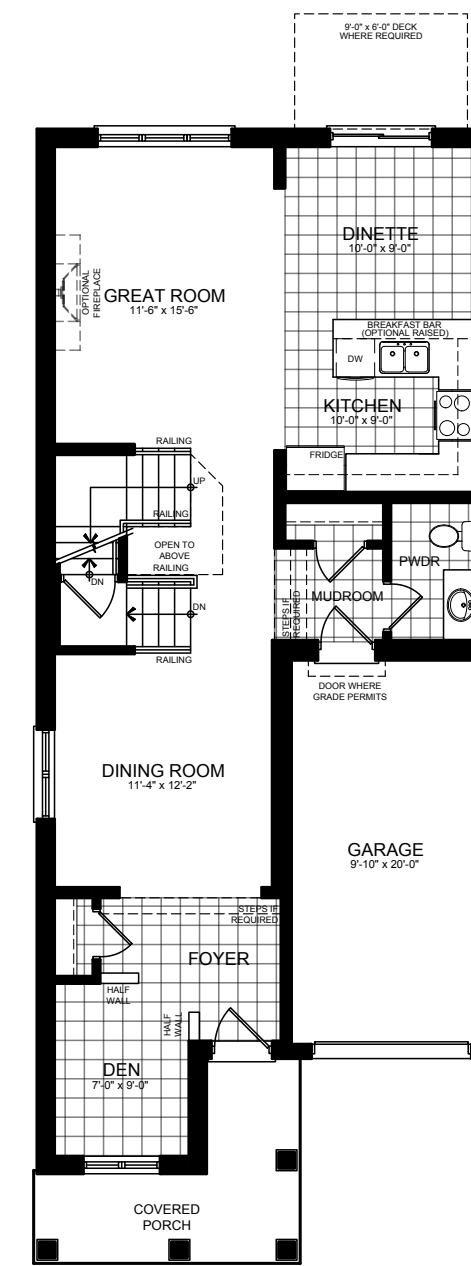 9'-0" x 6'-0" DECK
WHERE REQUIRED
DINETTE
10'-0" x 9'-0"
OPTIONAL
FIREPLACE
GREAT ROOM
11'-6" x 15'-6"
BREAKFAST BAR
(OPTIONAL RAISED)
DW
KITCHEN
10'-0" x 9'-0"
RAILING
FRIDGE
UP
RAILING
OPEN TO
ABOVE
RAILING
PWDR
DN
MUDROOM
STEPS IF
REQUIRED
DN
RAILING
DOOR WHERE
GRADE PERMITS
DINING ROOM
11'-4" x 12'-2"
GARAGE
9'-10" x 20'-0"
STEPS IF
REQUIRED
FOYER
HALF
WALL
HALF
WALL
DEN
7'-0" x 9'-0"
COVERED
PORCH